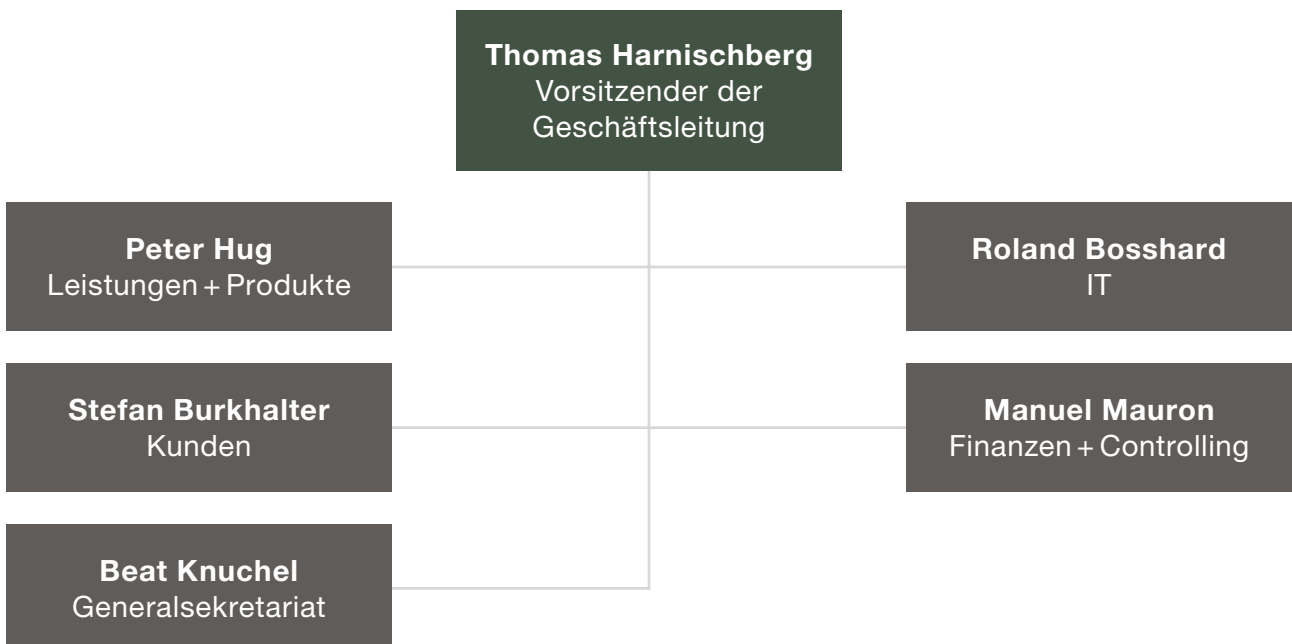 Thomas Harnischberg
Vorsitzender der
Geschäftsleitung
Peter Hug
Leistungen + Produkte
Roland Bosshard
IT
Stefan Burkhalter
Kunden
Manuel Mauron
Finanzen + Controlling
Beat Knuchel
Generalsekretariat